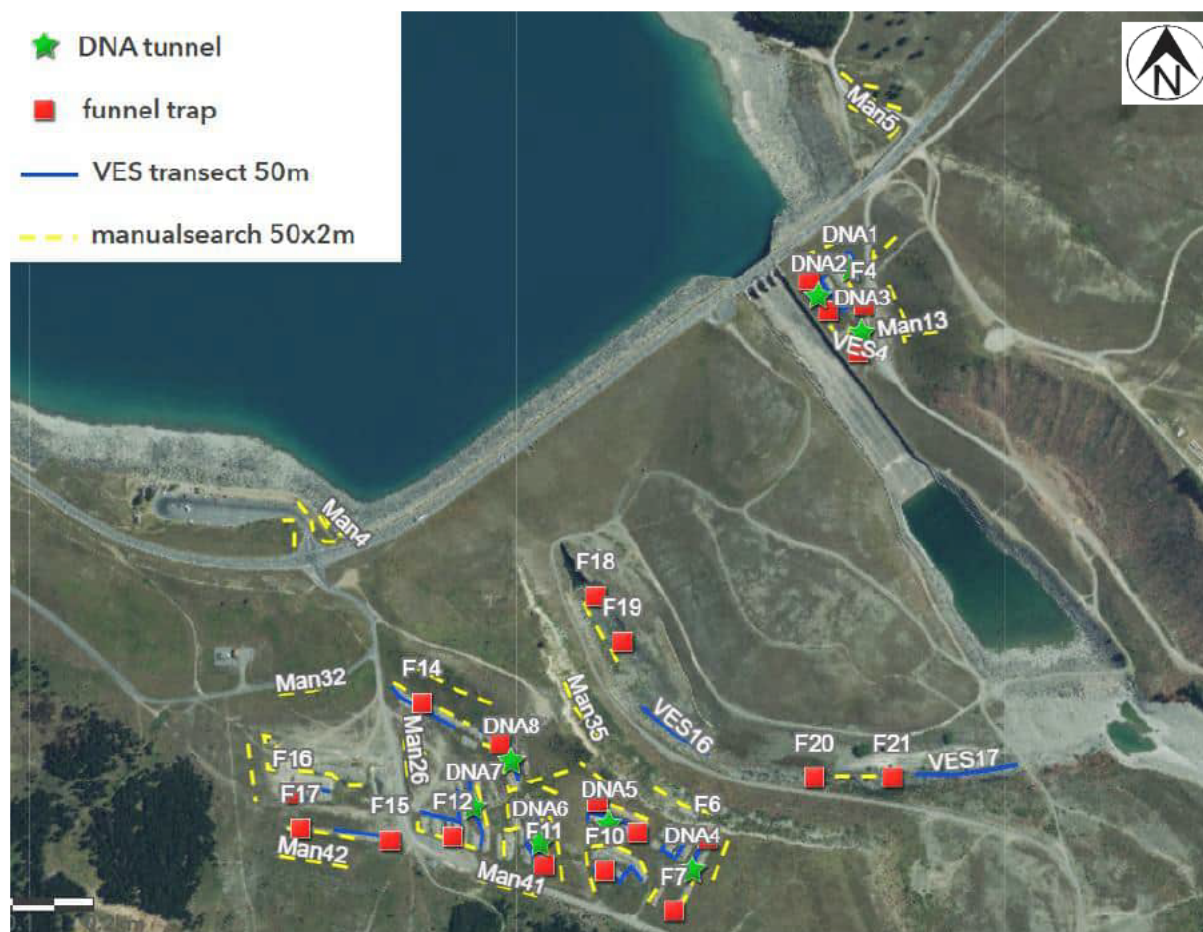 DNA tunnel
funnel trap
VES transect 50m
manualsearch 50x2m
N
Man5
DNA1
DNA2
F4
DNA3
Man13
VES4
Man4
F18
F19
Man32
F14
Man35
VES16
Man26
DNA8
F20
F21
VES17
F16
DNA7
F17
F15
F12
DNA6
DNA5
F6
F11
F10
DNA4
Man42
Man41
F7